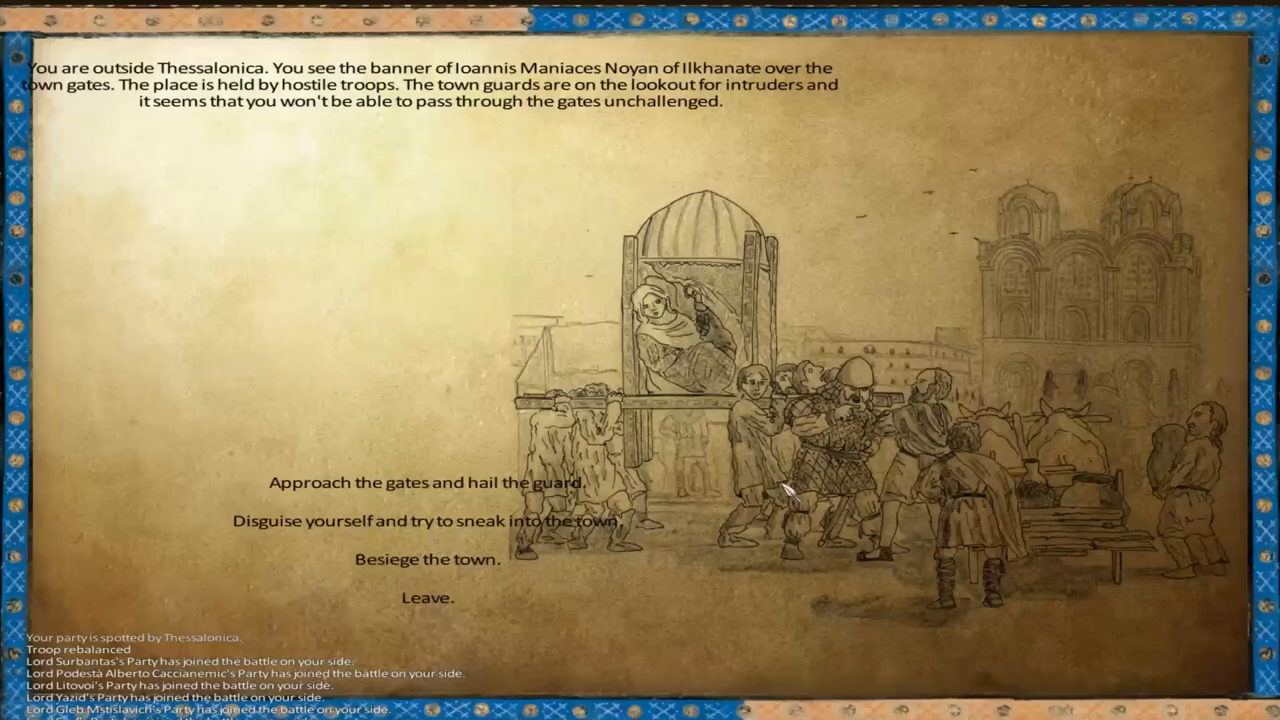 You are outside Thessalonica. You see the banner of Ioannis Maniaces Noyan of Ilkhanate over the
town gates. The place is held by hostile troops. The town guards are on the lookout for intruders and
it seems that you won't be able to pass through the gates unchallenged.
Approach the gates and hail the guard.
Disguise yourself and try to sneak into the town.
Besiege the town.
Leave.
Your party is spotted by Thessalonica.
Troop rebalanced
Lord Surbantas's Party has joined the battle on your side.
Lord Podestà Alberto Caccianemic's Party has joined the battle on your side.
Lord Litovoi's Party has joined the battle on your side.
Lord Yazid's Party has joined the battle on your side.
Lord Gleb Mstislavich's Party has joined the battle on your side.